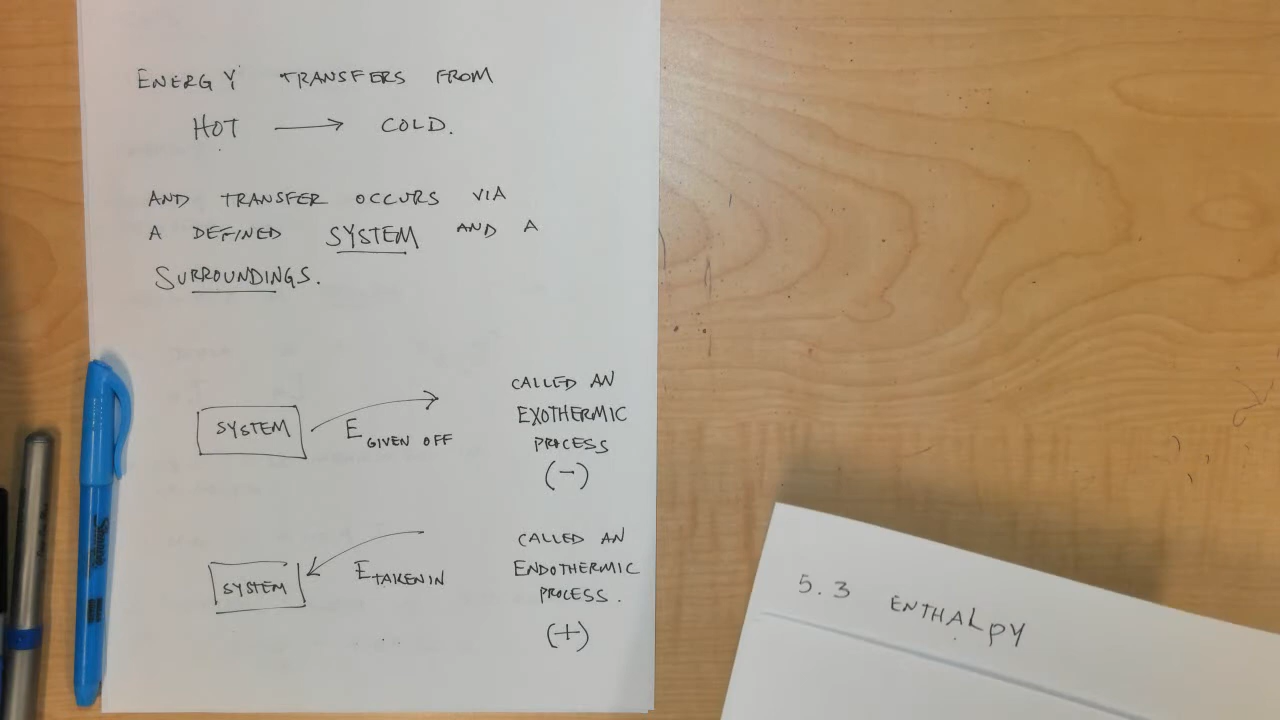 ENERGY TRANSFERS FROM
HOT → COLD.
AND TRANSFER OCCURS VIA
A DEFINED SYSTEM AND A
SURROUNDINGS.
SYSTEM
E GIVEN OFF
CALLED AN
EXOTHERMIC
PROCESS
(-)
SYSTEM
E TAKEN IN
CALLED AN
ENDOTHERMIC
PROCESS.
(+)
5.3 ENTHALPY
Sharpie